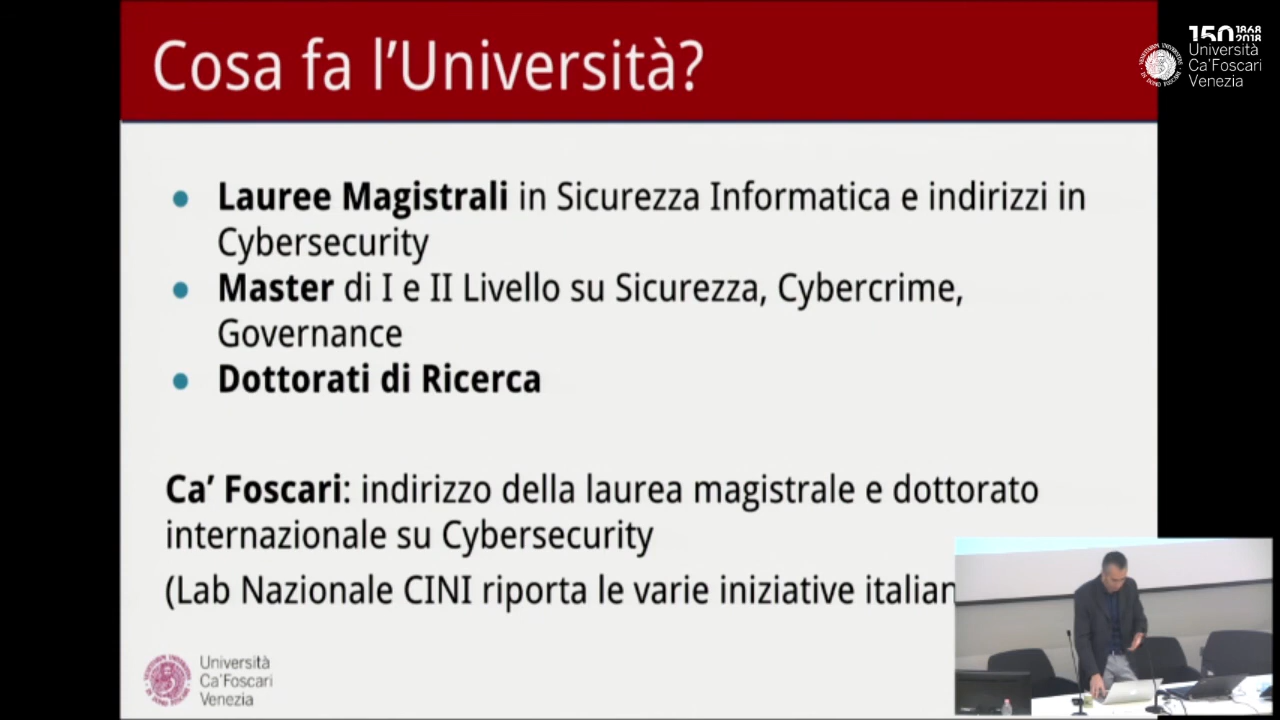 Cosa fa l'Università?
150 1868 2018
Università
Ca'Foscari
Venezia
● Lauree Magistrali in Sicurezza Informatica e indirizzi in
Cybersecurity
● Master di I e II Livello su Sicurezza, Cybercrime,
Governance
● Dottorati di Ricerca
Ca' Foscari: indirizzo della laurea magistrale e dottorato
internazionale su Cybersecurity
(Lab Nazionale CINI riporta le varie iniziative italian
Università
Ca'Foscari
Venezia